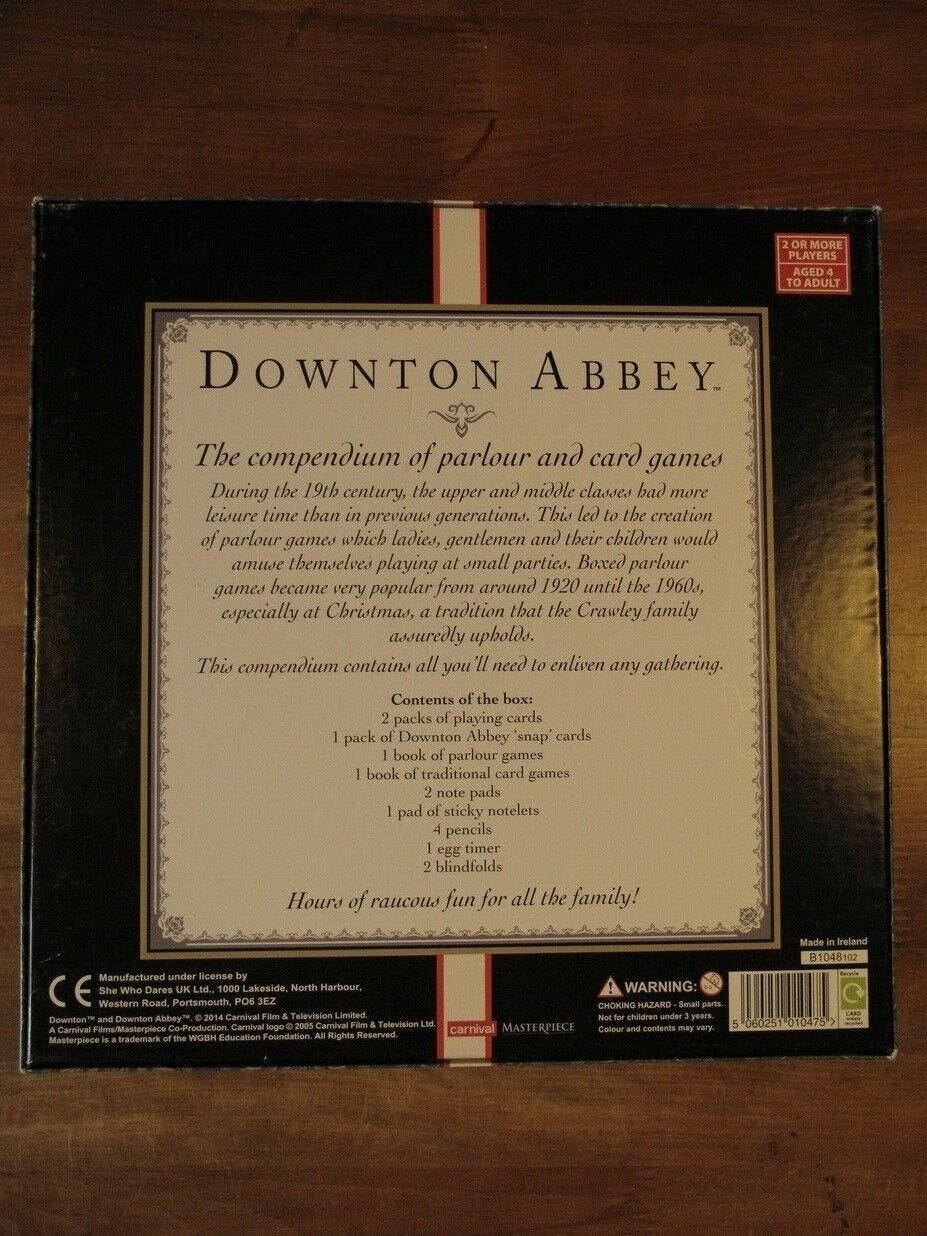 2 OR MORE
PLAYERS
AGED 4
TO ADULT
DOWNTON ABBEY™
The compendium of parlour and card games
During the 19th century, the upper and middle classes had more
leisure time than in previous generations. This led to the creation
of parlour games which ladies, gentlemen and their children would
amuse themselves playing at small parties. Boxed parlour
games became very popular from around 1920 until the 1960s,
especially at Christmas, a tradition that the Crawley family
assuredly upholds.
This compendium contains all you'll need to enliven any gathering.
Contents of the box:
2 packs of playing cards
1 pack of Downton Abbey 'snap' cards
1 book of parlour games
1 book of traditional card games
2 note pads
1 pad of sticky notelets
4 pencils
1 egg timer
2 blindfolds
Hours of raucous fun for all the family!
Made in Ireland
B1048102
CE
Manufactured under license by
She Who Dares UK Ltd., 1000 Lakeside, North Harbour,
Western Road, Portsmouth, PO6 3EZ
Downton™ and Downton Abbey™. © 2014 Carnival Film & Television Limited.
A Carnival Films/Masterpiece Co-Production. Carnival logo © 2005 Carnival Film & Television Ltd.
Masterpiece is a trademark of the WGBH Education Foundation. All Rights Reserved.
carnival MASTERPIECE
WARNING:
CHOKING HAZARD - Small parts.
Not for children under 3 years.
Colour and contents may vary.
5 060251 010475 >
Recycle
CARD
widely
recycled